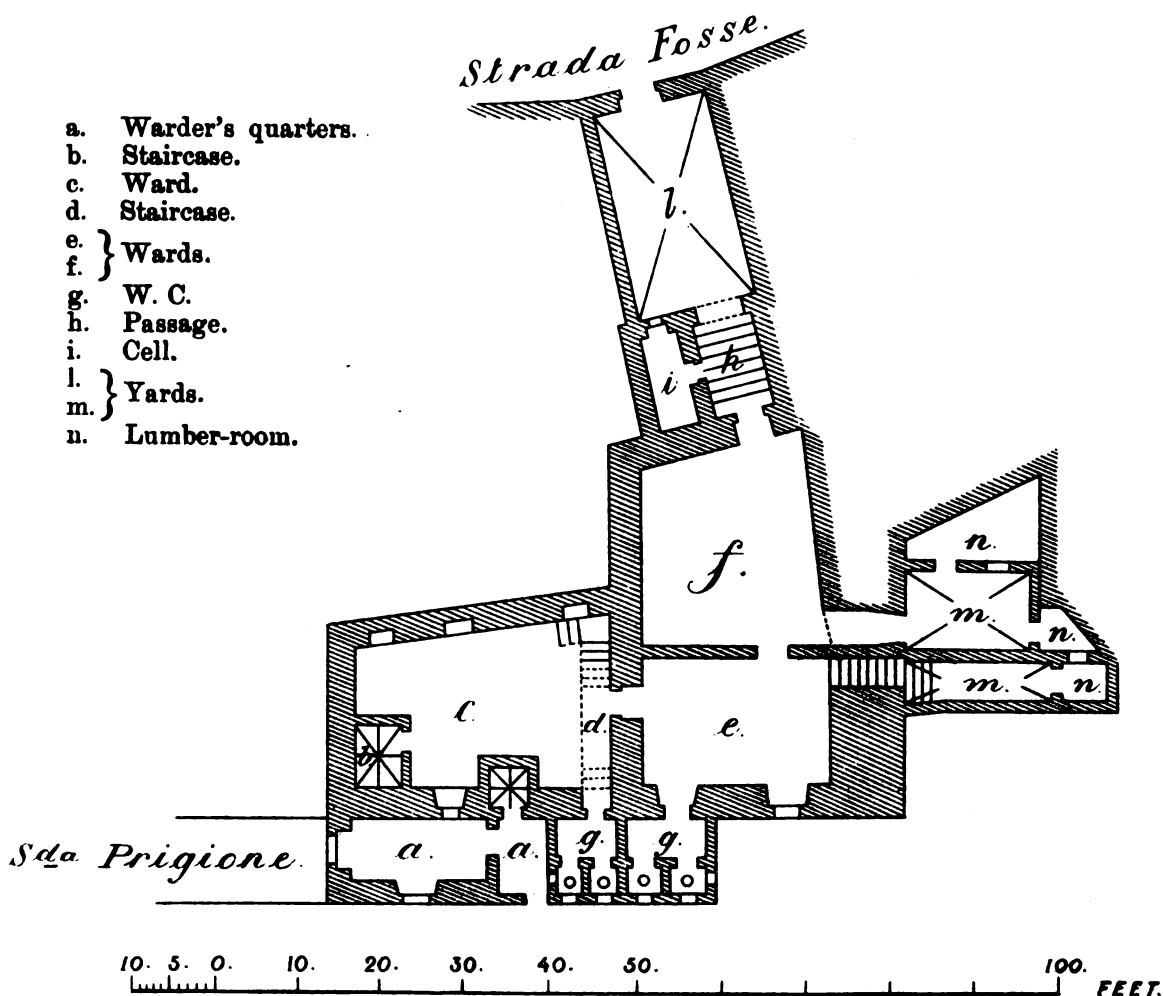 Strada Fosse.
a. Warder's quarters.
b. Staircase.
c. Ward.
d. Staircase.
e.
f. } Wards.
g. W. C.
h. Passage.
i. Cell.
l.
m. } Yards.
n. Lumber-room.
l.
i
h
f.
n.
m.
n.
m.
n.
c.
d.
e.
b
a.
a.
g.
g.
Sda Prigione.
10. 5. 0. 10. 20. 30. 40. 50. 100.
FEET.